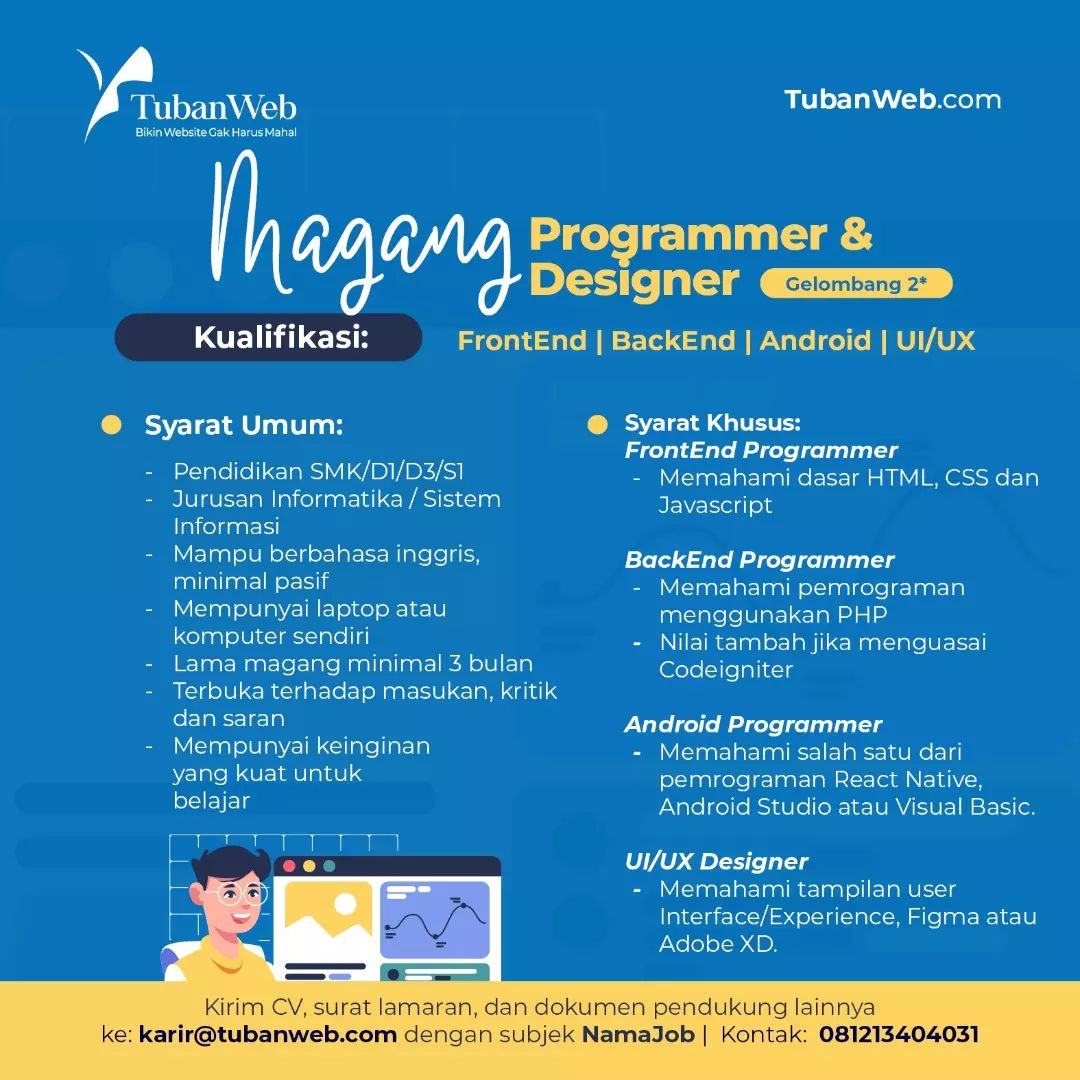 TubanWeb
Bikin Website Gak Harus Mahal
TubanWeb.com
Magang
Programmer &
Designer
Gelombang 2*
Kualifikasi:
FrontEnd | BackEnd | Android | UI/UX
Syarat Umum:
- Pendidikan SMK/D1/D3/S1
- Jurusan Informatika / Sistem
Informasi
- Mampu berbahasa inggris,
minimal pasif
- Mempunyai laptop atau
komputer sendiri
- Lama magang minimal 3 bulan
- Terbuka terhadap masukan, kritik
dan saran
- Mempunyai keinginan
yang kuat untuk
belajar
Syarat Khusus:
FrontEnd Programmer
- Memahami dasar HTML, CSS dan
Javascript
BackEnd Programmer
- Memahami pemrograman
menggunakan PHP
- Nilai tambah jika menguasai
Codeigniter
Android Programmer
- Memahami salah satu dari
pemrograman React Native,
Android Studio atau Visual Basic.
UI/UX Designer
- Memahami tampilan user
Interface/Experience, Figma atau
Adobe XD.
Kirim CV, surat lamaran, dan dokumen pendukung lainnya
ke: karir@tubanweb.com dengan subjek NamaJob | Kontak: 081213404031